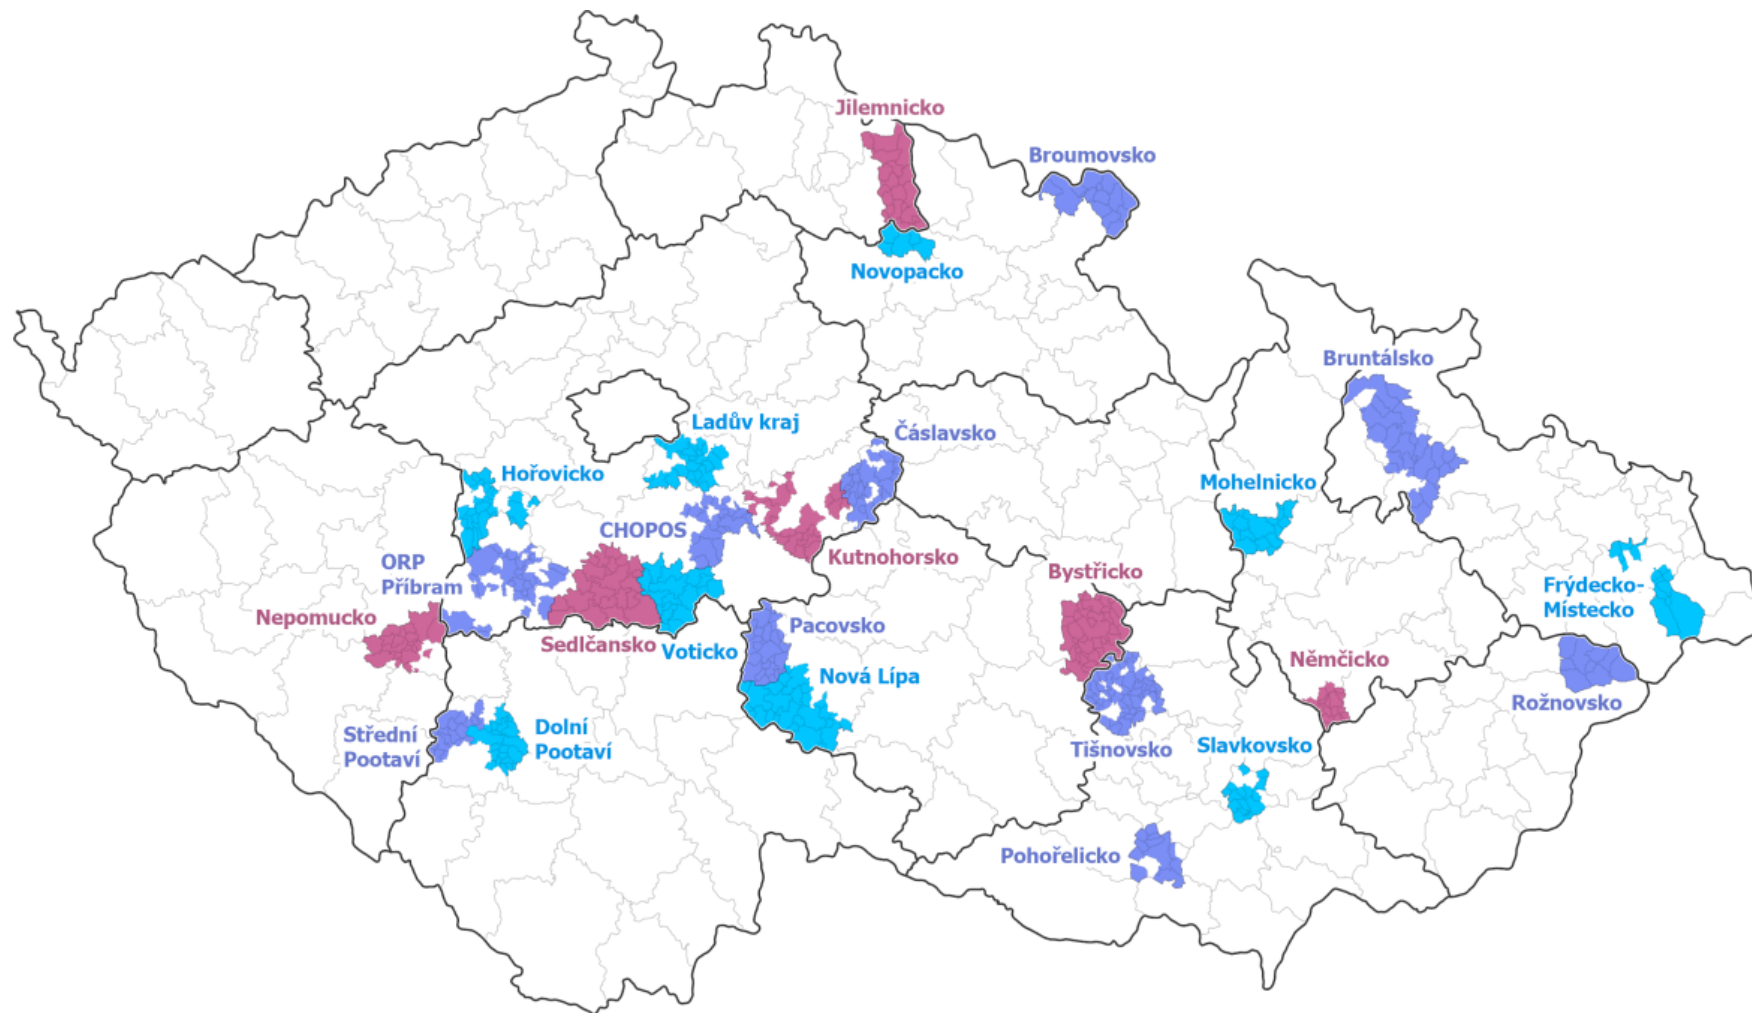 Jilemnicko
Broumovsko
Novopacko
Bruntálsko
Ladův kraj
Čáslavsko
Hořovicko
Mohelnicko
CHOPOS
Kutnohorsko
ORP
Příbram
Bystřicko
Frýdecko-
Místecko
Nepomucko
Sedlčansko
Voticko
Pacovsko
Němčicko
Nová Lípa
Rožnovsko
Střední
Pootaví
Dolní
Pootaví
Tišnovsko
Slavkovsko
Pohořelicko